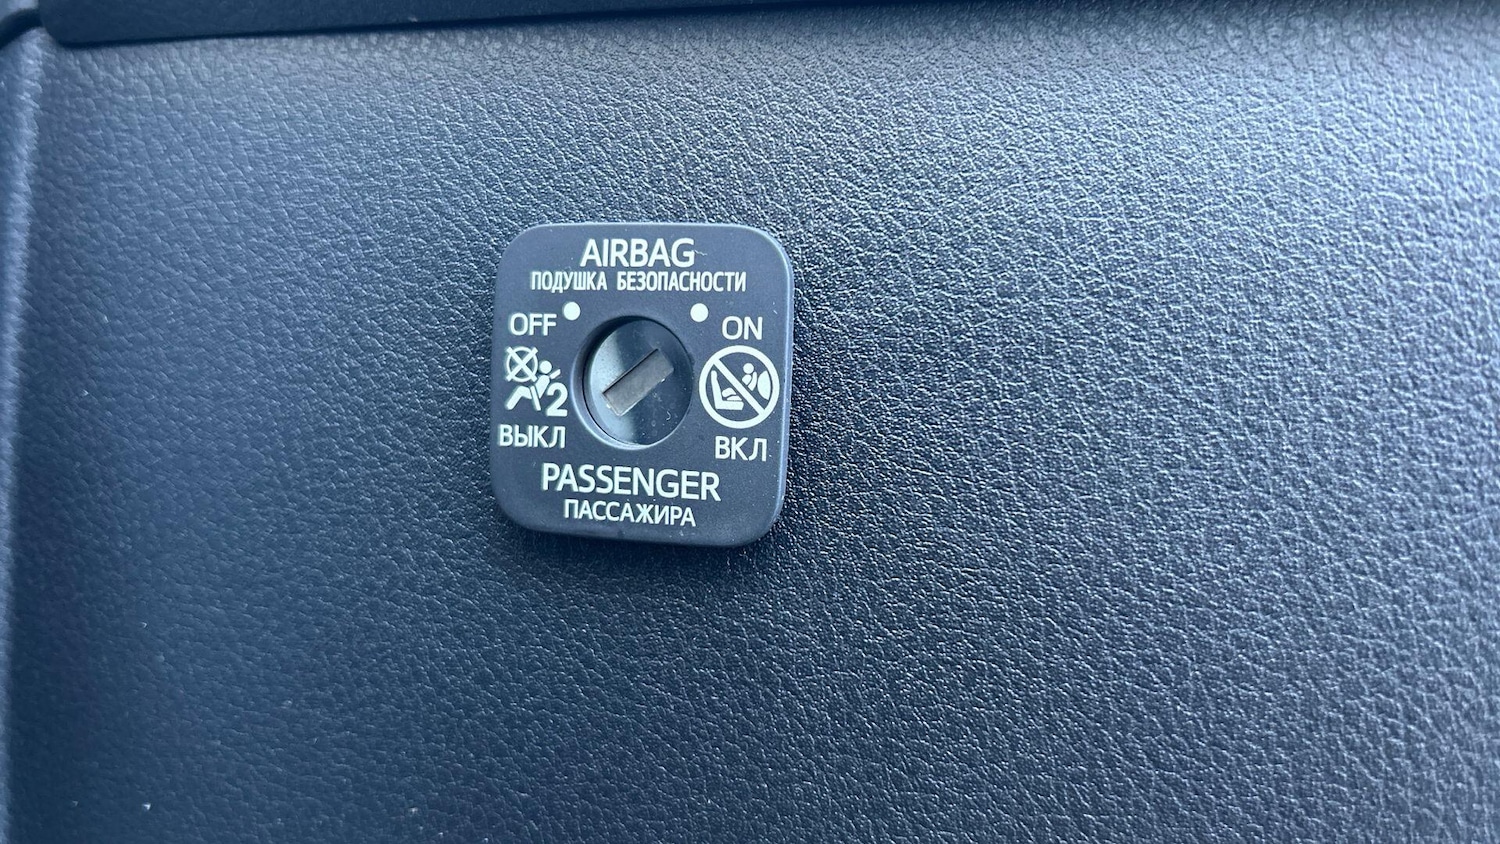 AIRBAG
ПОДУШКА БЕЗОПАСНОСТИ
OFF
ON
2
ВЫКЛ
ВКЛ
PASSENGER
ПАССАЖИРА